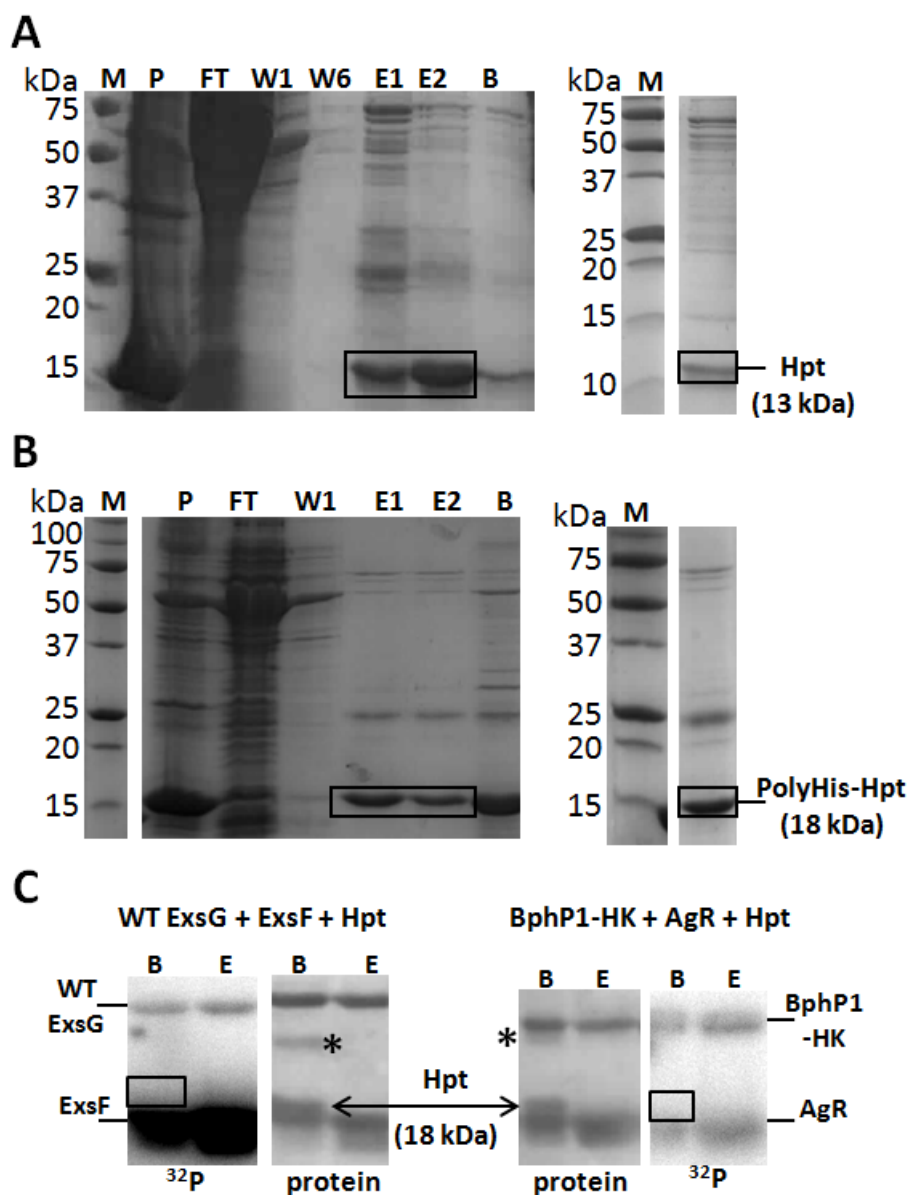 A
kDa M P FT W1 W6 E1 E2 B
75
50
37
25
20
15
kDa M
75
50
37
25
20
15
10
Hpt
(13 kDa)
B
kDa M P FT W1 E1 E2 B
100
75
50
37
25
20
15
kDa M
75
50
37
25
20
15
PolyHis-Hpt
(18 kDa)
C
WT ExsG + ExsF + Hpt
BphP1-HK + AgR + Hpt
B E B E
WT
ExsG
ExsF
*
32P
protein
Hpt
(18 kDa)
B E B E
*
BphP1
-HK
AgR
protein
32P